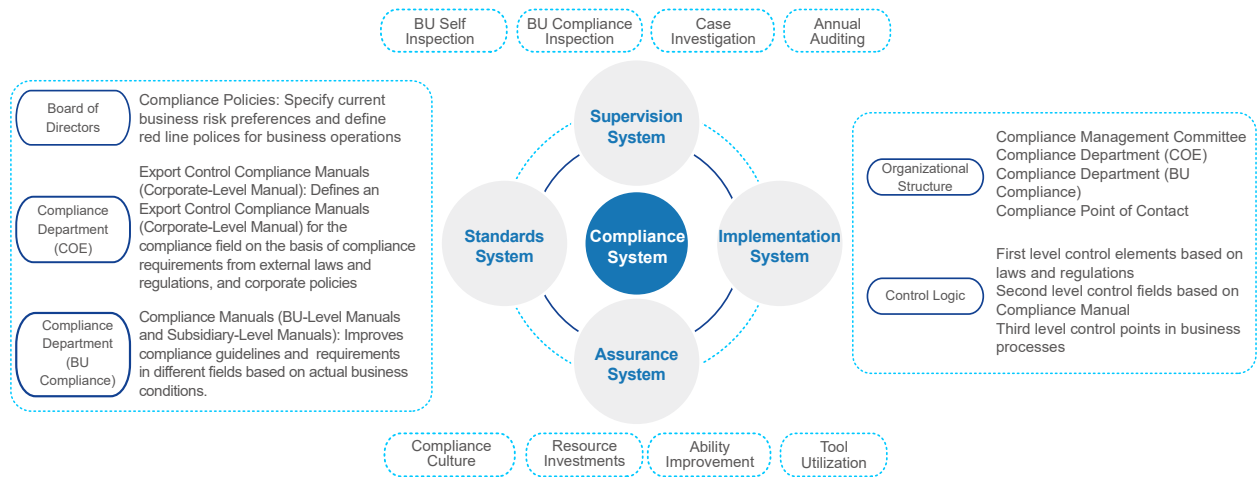 BU Self
Inspection
BU Compliance
Inspection
Case
Investigation
Annual
Auditing
Board of
Directors
Compliance Policies: Specify current
business risk preferences and define
red line polices for business operations
Compliance
Department
(COE)
Export Control Compliance Manuals
(Corporate-Level Manual): Defines an
Export Control Compliance Manuals
(Corporate-Level Manual) for the
compliance field on the basis of compliance
requirements from external laws and
regulations, and corporate policies
Compliance
Department
(BU
Compliance)
Compliance Manuals (BU-Level Manuals
and Subsidiary-Level Manuals): Improves
compliance guidelines and requirements
in different fields based on actual business
conditions.
Supervision
System
Standards
System
Compliance
System
Implementation
System
Assurance
System
Organizational
Structure
Compliance Management Committee
Compliance Department (COE)
Compliance Department (BU
Compliance)
Compliance Point of Contact
Control Logic
First level control elements based on
laws and regulations
Second level control fields based on
Compliance Manual
Third level control points in business
processes
Compliance
Culture
Resource
Investments
Ability
Improvement
Tool
Utilization